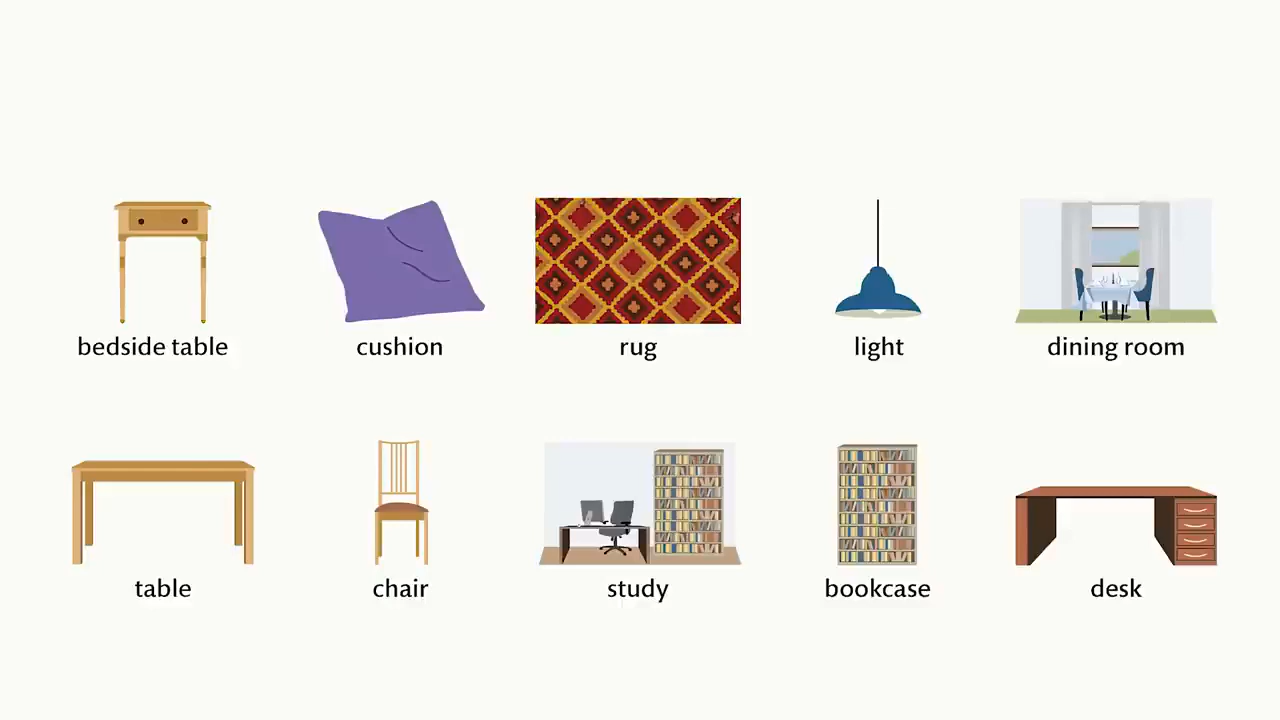 bedside table
cushion
rug
light
dining room
table
chair
study
bookcase
desk